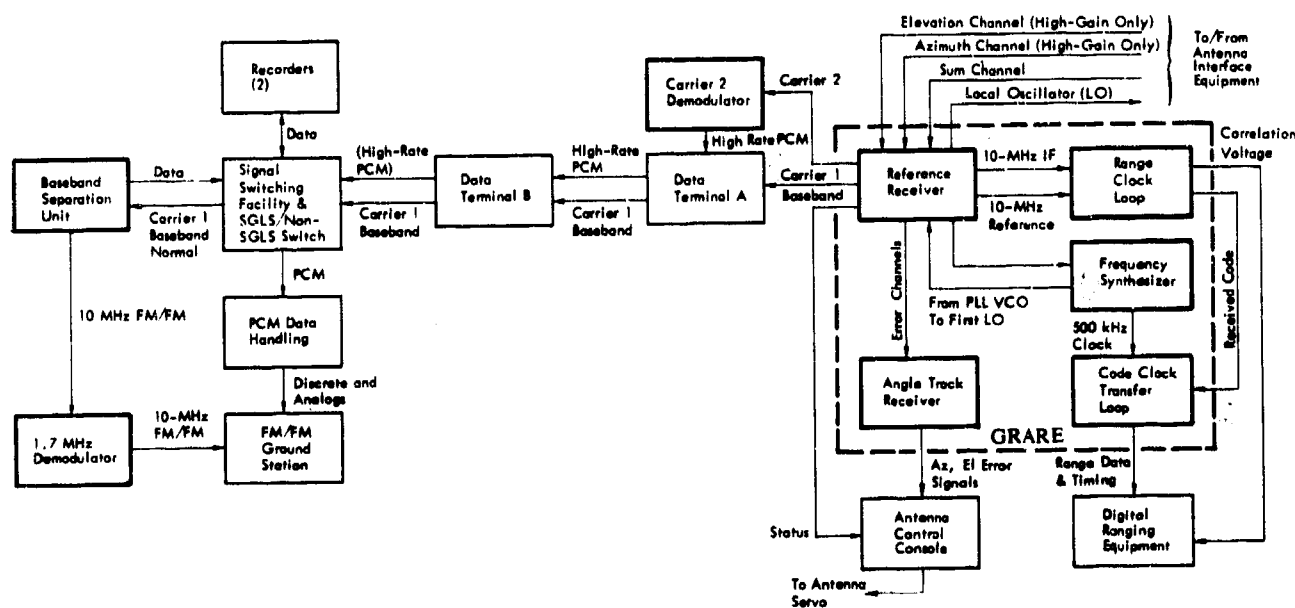 Elevation Channel (High-Gain Only)
Azimuth Channel (High-Gain Only)
Sum Channel
Local Oscillator (LO)
To/From
Antenna
Interface
Equipment
Recorders
(2)
Data
Carrier 2
Demodulator
Carrier 2
High Rate PCM
Correlation
Voltage
Baseband
Separation
Unit
Data
Carrier 1
Baseband
Normal
Signal
Switching
Facility &
SGLS/Non-
SGLS Switch
(High-Rate
PCM)
Carrier 1
Baseband
Data
Terminal B
High-Rate
PCM
Carrier 1
Baseband
Data
Terminal A
Carrier 1
Baseband
Reference
Receiver
10-MHz IF
10-MHz
Reference
Range
Clock
Loop
PCM
Error Channels
From PLL VCO
To First LO
Frequency
Synthesizer
Received Code
10 MHz FM/FM
PCM Data
Handling
500 kHz
Clock
Discrete and
Analogs
Angle Track
Receiver
Code Clock
Transfer
Loop
1.7 MHz
Demodulator
10-MHz
FM/FM
FM/FM
Ground
Station
GRARE
Az, El Error
Signals
Range Data
& Timing
Status
Antenna
Control
Console
Digital
Ranging
Equipment
To Antenna
Servo